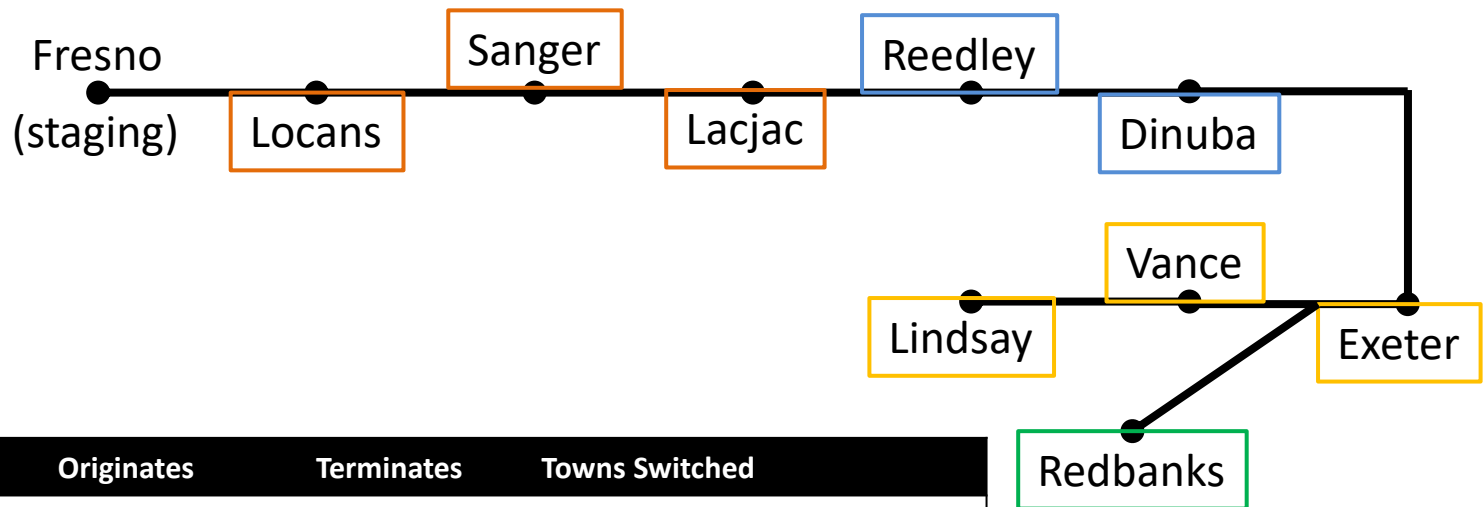 Fresno
(staging)
Locans
Sanger
Lacjac
Reedley
Dinuba
Vance
Lindsay
Exeter
Redbanks
Originates Terminates Towns Switched